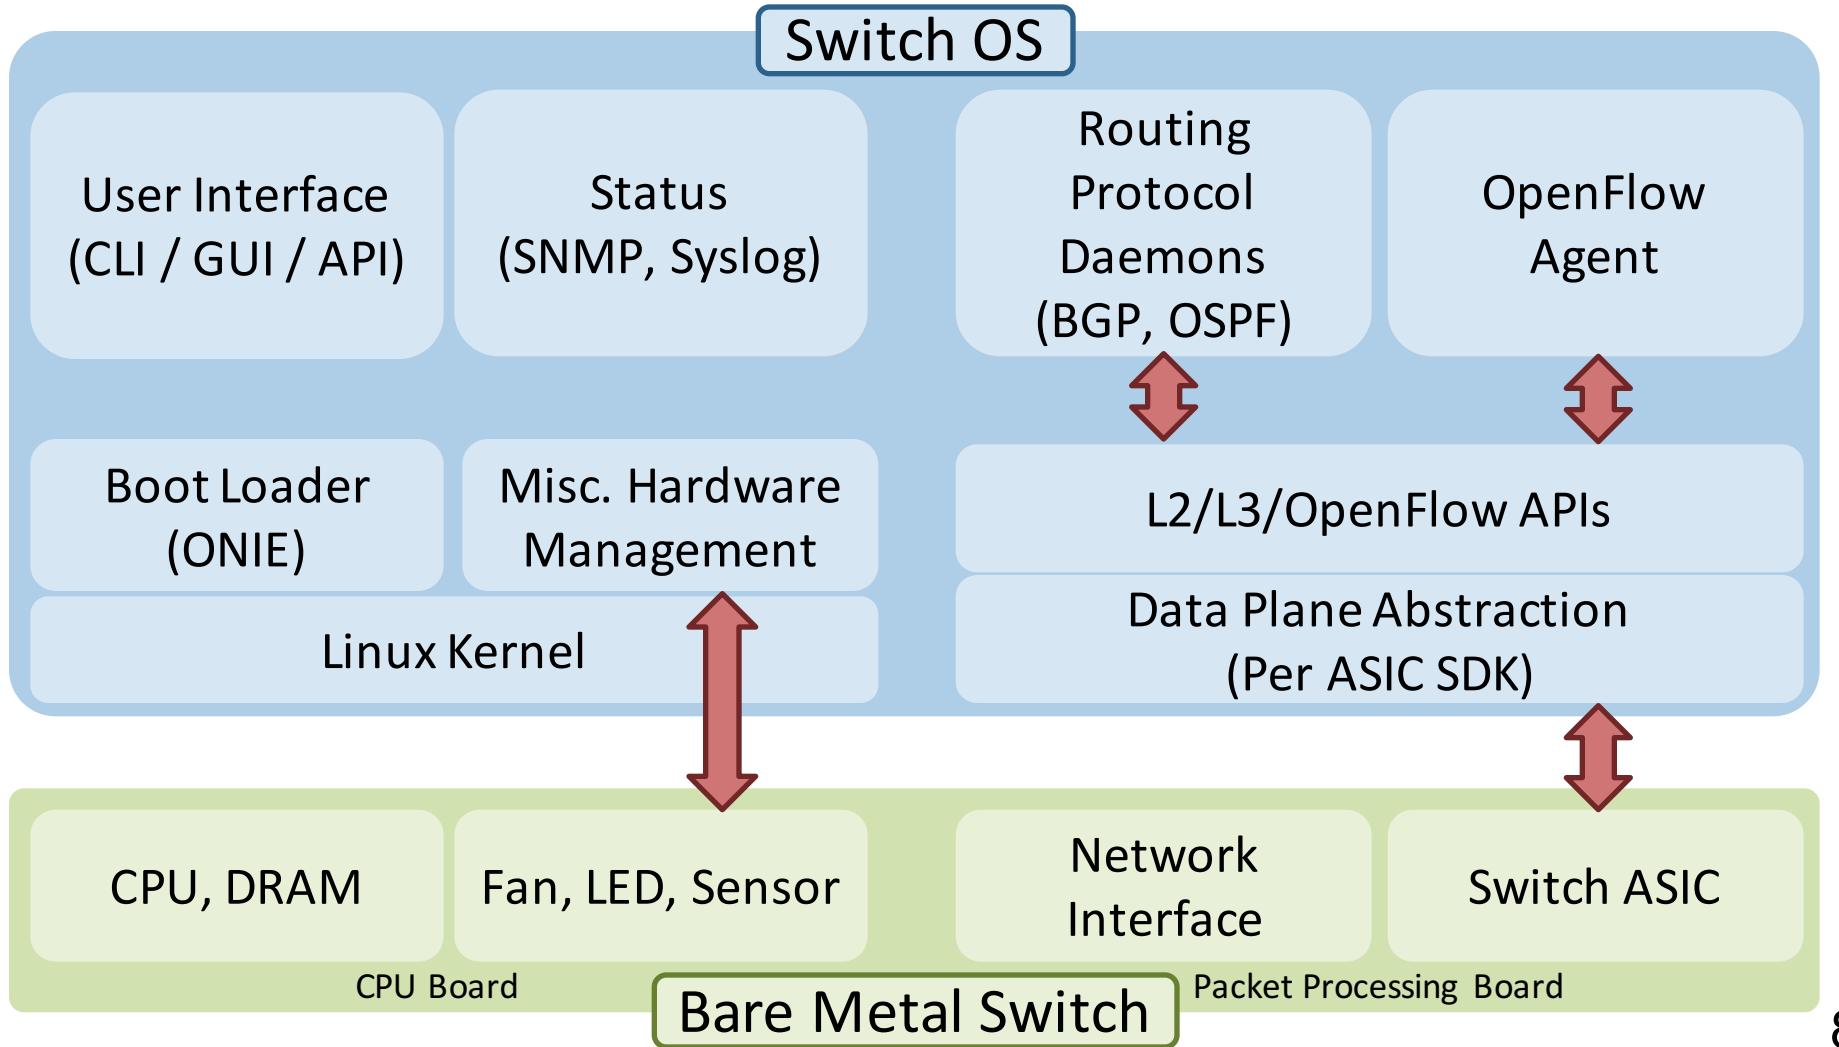 Switch OS
User Interface
(CLI / GUI / API)
Status
(SNMP, Syslog)
Routing
Protocol
Daemons
(BGP, OSPF)
OpenFlow
Agent
Boot Loader
(ONIE)
Misc. Hardware
Management
L2/L3/OpenFlow APIs
Linux Kernel
Data Plane Abstraction
(Per ASIC SDK)
CPU, DRAM
Fan, LED, Sensor
Network
Interface
Switch ASIC
CPU Board
Packet Processing Board
Bare Metal Switch